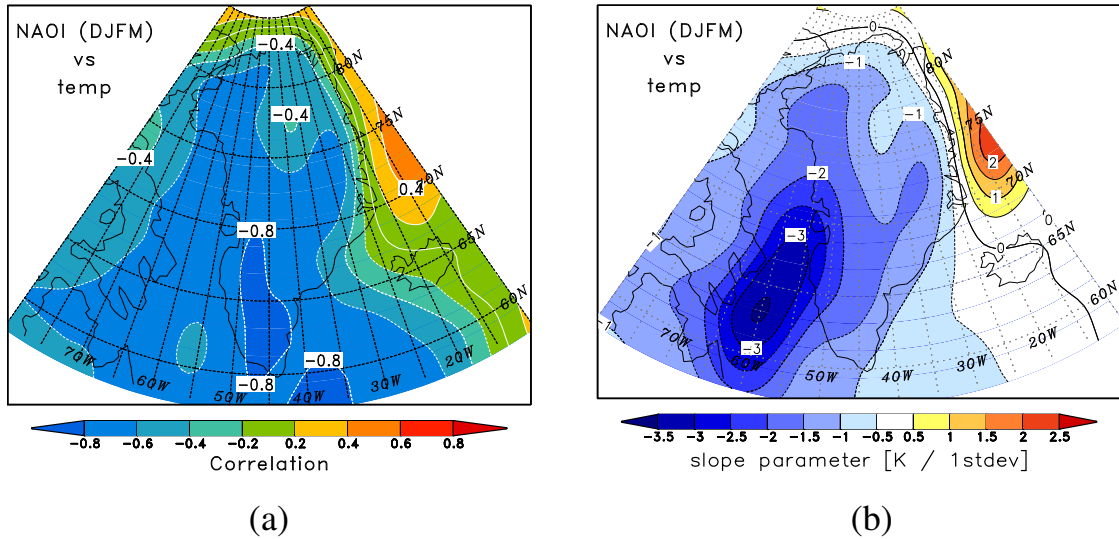 NAOI (DJFM)
vs
temp
-0.4
80N
-0.4
75N
-0.4
70N
0.4
-0.8
65N
60N
70W
60W
50W
-0.8
40W
-0.8
30W
20W
-0.8 -0.6 -0.4 -0.2 0.2 0.4 0.6 0.8
Correlation
(a)
NAOI (DJFM)
vs
temp
0
-1
80N
-1
75N
2
-2
70N
1
0
-1
-3
0
65N
60N
-1
70W
-3
60W
50W
40W
30W
20W
-3.5 -3 -2.5 -2 -1.5 -1 -0.5 0.5 1 1.5 2 2.5
slope parameter [K / 1stdev]
(b)